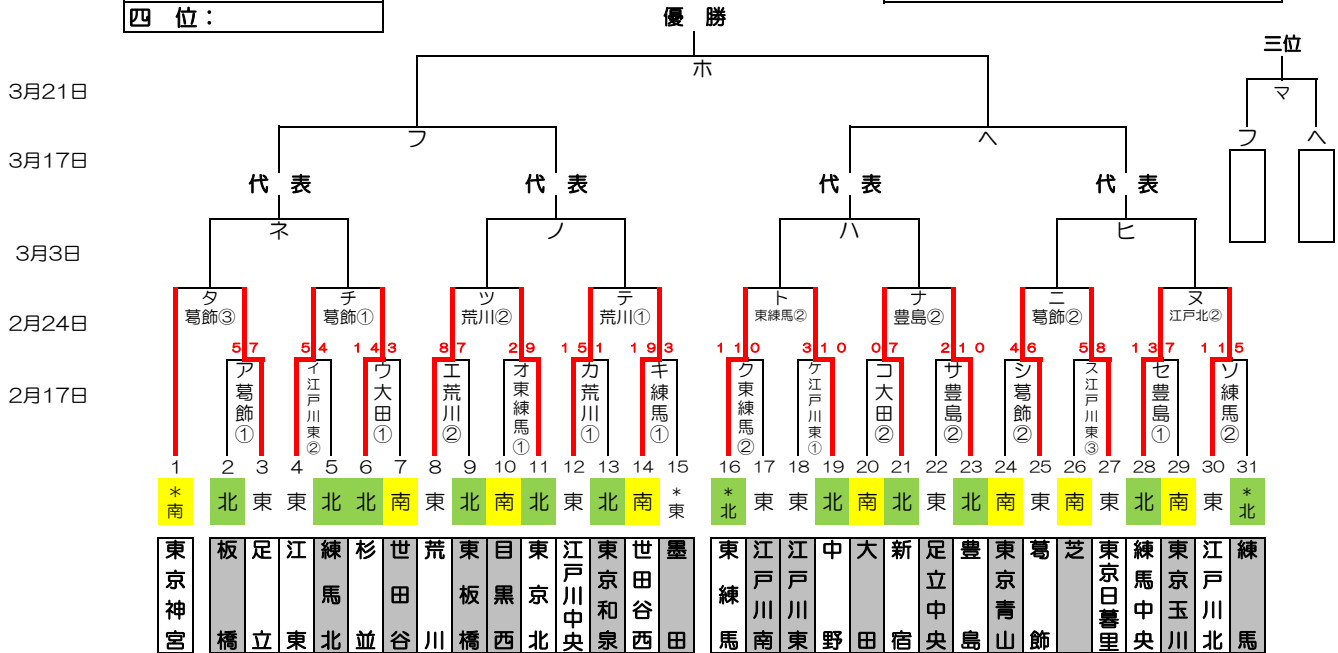 四 位：
優 勝
三位
ホ
マ
3月21日
フ
ヘ
フ
ヘ
3月17日
代 表
代 表
代 表
代 表
ネ
ノ
ハ
ヒ
3月3日
タ
チ
ツ
テ
ト
ナ
ニ
ヌ
葛飾③
葛飾①
荒川②
荒川①
東練馬②
豊島②
葛飾②
江戸北②
2月24日
5 7
5 4
1 4 3
8 7
2 9
1 5 1
1 9 3
1 1 0
3 1 0
0 7
2 1 0
4 6
5 8
1 3 7
1 1 5
2月17日
ア葛飾①
イ江戸川東②
ウ大田①
エ荒川②
オ東練馬①
カ荒川①
キ練馬①
ク東練馬②
ケ江戸川東①
コ大田②
サ豊島②
シ葛飾②
ス江戸川東③
セ豊島①
ソ練馬②
1 2 3 4 5 6 7 8 9 10 11 12 13 14 15 16 17 18 19 20 21 22 23 24 25 26 27 28 29 30 31
*南 北 東 東 北 北 南 東 北 南 北 東 北 南 *東 *北 東 東 北 南 北 東 北 南 東 南 東 北 南 東 *北
東京神宮
板橋
足立
江東
練馬北
杉並
世田谷
荒川
東板橋
目黒西
東京北
江戸川中央
東京和泉
世田谷西
墨田
東練馬
江戸川南
江戸川東
中野
大田
新宿
足立中央
豊島
東京青山
葛飾
芝
東京日暮里
練馬中央
東京玉川
江戸川北
練馬